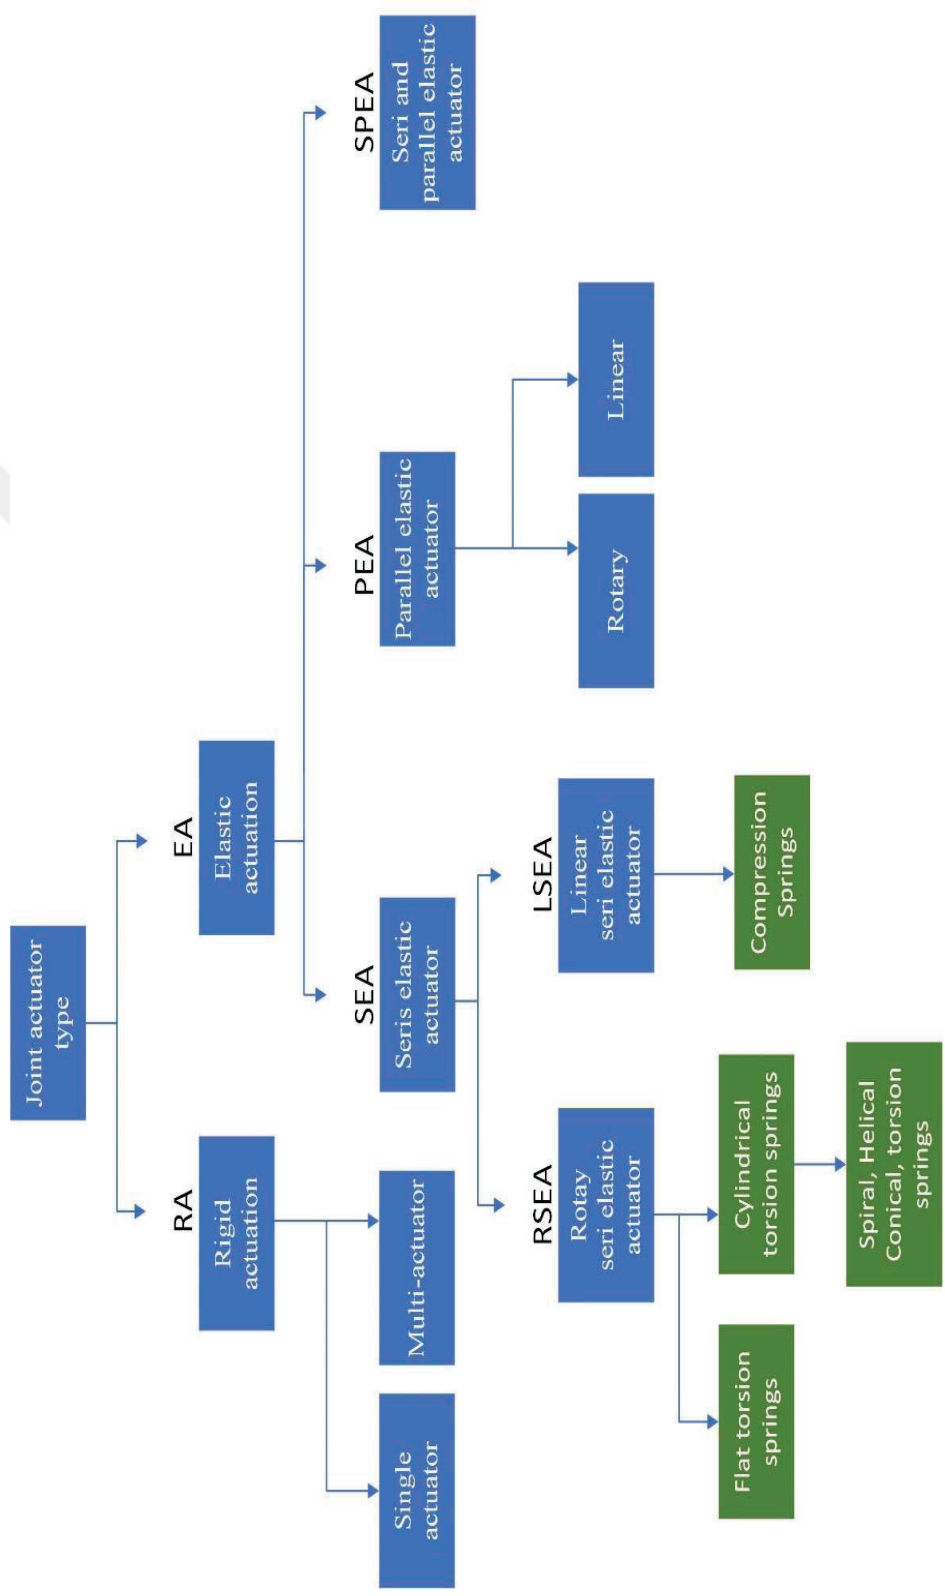 Joint actuator
type
RA
Rigid
actuation
EA
Elastic
actuation
Single
actuator
Multi-actuator
SEA
Seris elastic
actuator
PEA
Parallel elastic
actuator
SPEA
Seri and
parallel elastic
actuator
RSEA
Rotay
seri elastic
actuator
LSEA
Linear
seri elastic
actuator
Rotary
Linear
Flat torsion
springs
Cylindrical
torsion springs
Compression
Springs
Spiral, Helical
Conical, torsion
springs